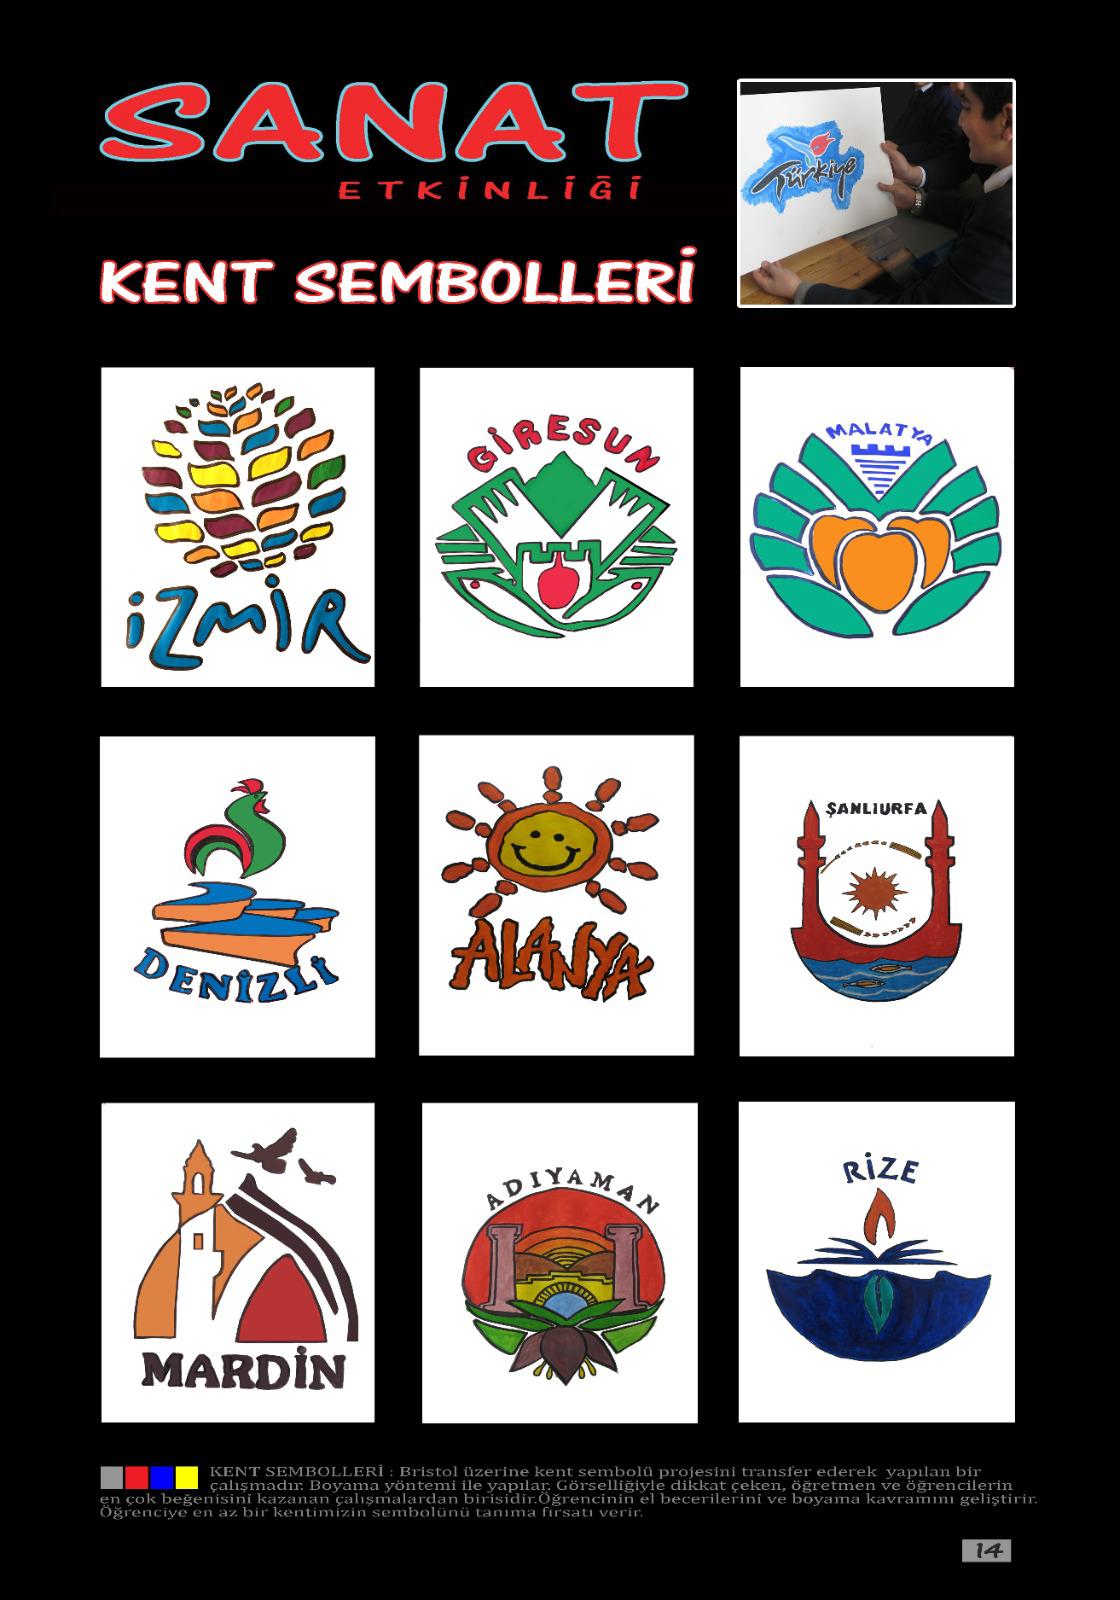 SANAT
ETKİNLİĞİ
KENT SEMBOLLERİ
Türkiye
İZMİR
GİRESUN
MALATYA
DENİZLİ
ALANYA
ŞANLIURFA
MARDİN
ADIYAMAN
RİZE
KENT SEMBOLLERİ : Bristol üzerine kent sembolü projesini transfer ederek yapılan bir
çalışmadır. Boyama yöntemi ile yapılar. Görselliğiyle dikkat çeken, öğretmen ve öğrencilerin
en çok beğenisini kazanan çalışmalardan birisidir.Öğrencinin el becerilerini ve boyama kavramını geliştirir.
Öğrenciye en az bir kentimizin sembolünü tanıma fırsatı verir.
14